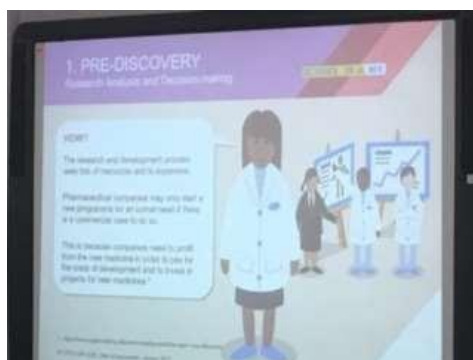 1. PRE-DISCOVERY
Research Analysis and Decision-making
HOW?
The research and development process
uses lots of resources and is expensive.
Pharmaceutical companies may only start a
new programme for an unmet need if there
is a commercial case to do so.
This is because companies need to profit
from the new medicine in order to pay for
the costs of development and to invest in
projects for new medicines.